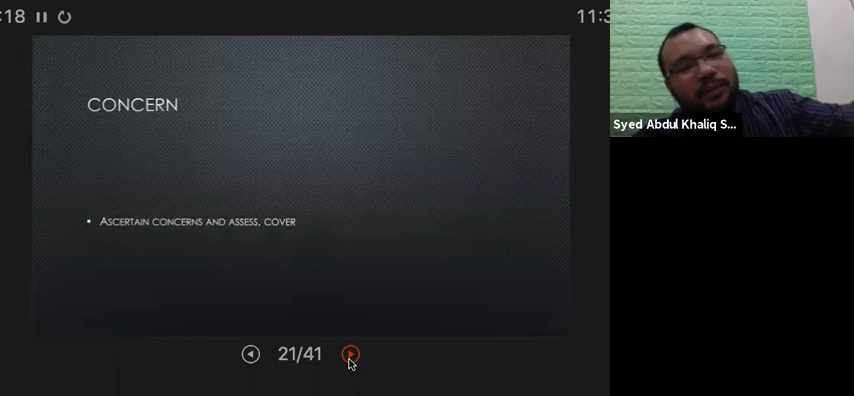 :18
11:3
CONCERN
• ASCERTAIN CONCERNS AND ASSESS, COVER
21/41
Syed Abdul Khaliq S...